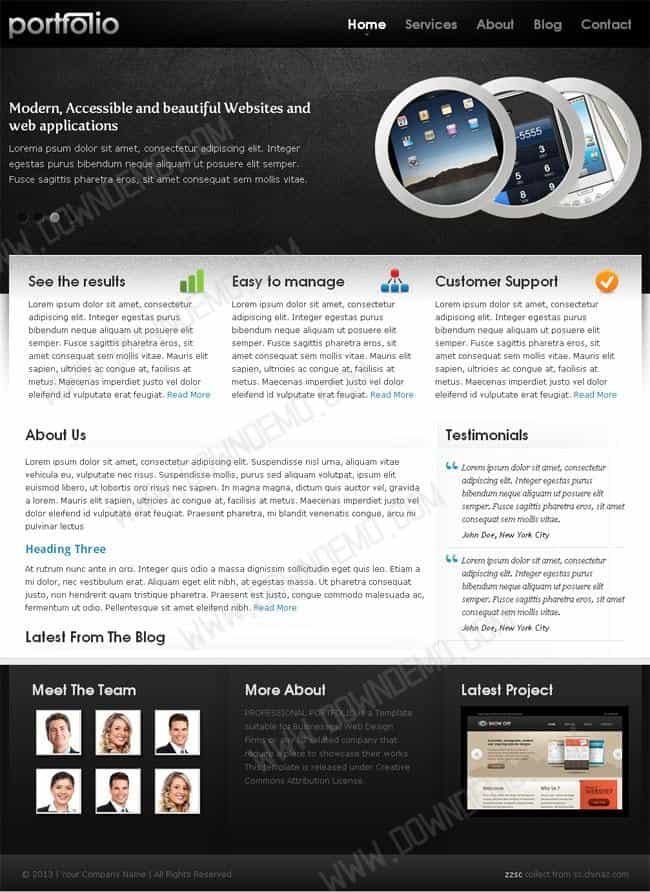 portfolio
Home Services About Blog Contact
Modern, Accessible and beautiful Websites and
web applications
Lorema ipsum dolor sit amet, consectetur adipiscing elit. Integer
egestas purus bibendum neque aliquam ut posuere elit semper.
Fusce sagittis pharetra eros, sit amet consequat sem mollis vitae.
-5555
See the results
Lorem ipsum dolor sit amet, consectetur
adipiscing elit. Integer egestas purus
bibendum neque aliquam ut posuere elit
semper. Fusce sagittis pharetra eros, sit
amet consequat sem mollis vitae. Mauris elit
sapien, ultricies ac congue at, facilisis at
metus. Maecenas imperdiet justo vel dolor
eleifend id vulputate erat feugiat. Read More
Easy to manage
Lorem ipsum dolor sit amet, consectetur
adipiscing elit. Integer egestas purus
bibendum neque aliquam ut posuere elit
semper. Fusce sagittis pharetra eros, sit
amet consequat sem mollis vitae. Mauris elit
sapien, ultricies ac congue at, facilisis at
metus. Maecenas imperdiet justo vel dolor
eleifend id vulputate erat feugiat. Read More
Customer Support
Lorem ipsum dolor sit amet, consectetur
adipiscing elit. Integer egestas purus
bibendum neque aliquam ut posuere elit
semper. Fusce sagittis pharetra eros, sit
amet consequat sem mollis vitae. Mauris elit
sapien, ultricies ac congue at, facilisis at
metus. Maecenas imperdiet justo vel dolor
eleifend id vulputate erat feugiat. Read More
About Us
Lorem ipsum dolor sit amet, consectetur adipiscing elit. Suspendisse nisl urna, aliquam vitae
vehicula eu, vulputate nec risus. Suspendisse mollis, purus sed aliquam volutpat, ipsum elit
euismod libero, ut lobortis orci risus nec sapien. In magna magna, dictum quis auctor vel, gravida
a lorem. Mauris elit sapien, ultricies ac congue at, facilisis at metus. Maecenas imperdiet justo
vel dolor eleifend id vulputate erat feugiat. Praesent pharetra, mi blandit venenatis congue, arcu mi
pulvinar lectus
Heading Three
At rutrum nunc ante in orci. Integer quis odio a massa dignissim sollicitudin eget quis leo. Etiam a
mi dolor, nec vestibulum erat. Aliquam eget elit nibh, at egestas massa. Ut pharetra consequat
justo, non hendrerit quam tristique pharetra. Praesent est justo, congue commodo malesuada ac,
fermentum ut odio. Pellentesque sit amet eleifend nibh. Read More
Latest From The Blog
Testimonials
Lorem ipsum dolor sit amet, consectetur
adipiscing elit. Integer egestas purus
bibendum neque aliquam ut posuere elit
semper. Fusce sagittis pharetra eros, sit amet
consequat sem mollis vitae.
John Doe, New York City
Lorem ipsum dolor sit amet, consectetur
adipiscing elit. Integer egestas purus
bibendum neque aliquam ut posuere elit
semper. Fusce sagittis pharetra eros, sit amet
consequat sem mollis vitae.
John Doe, New York City
Meet The Team
More About
PROFESSIONAL PORTFOLIO is a Template
suitable for Businesses, Web Design
Firms or any IT related company that
require a place to showcase their works.
This template is released under Creative
Commons Attribution License.
Latest Project
SHOW OFF
© 2013 | Your Company Name | All Rights Reserved
zzsc collect from sc.chinaz.com
WWW.DOWNDEMO.COM
WWW.DOWNDEMO.COM
WWW.DOWNDEMO.COM
WWW.DOWNDEMO.COM
WWW.DOWNDEMO.COM
WWW.DOWNDEMO.COM